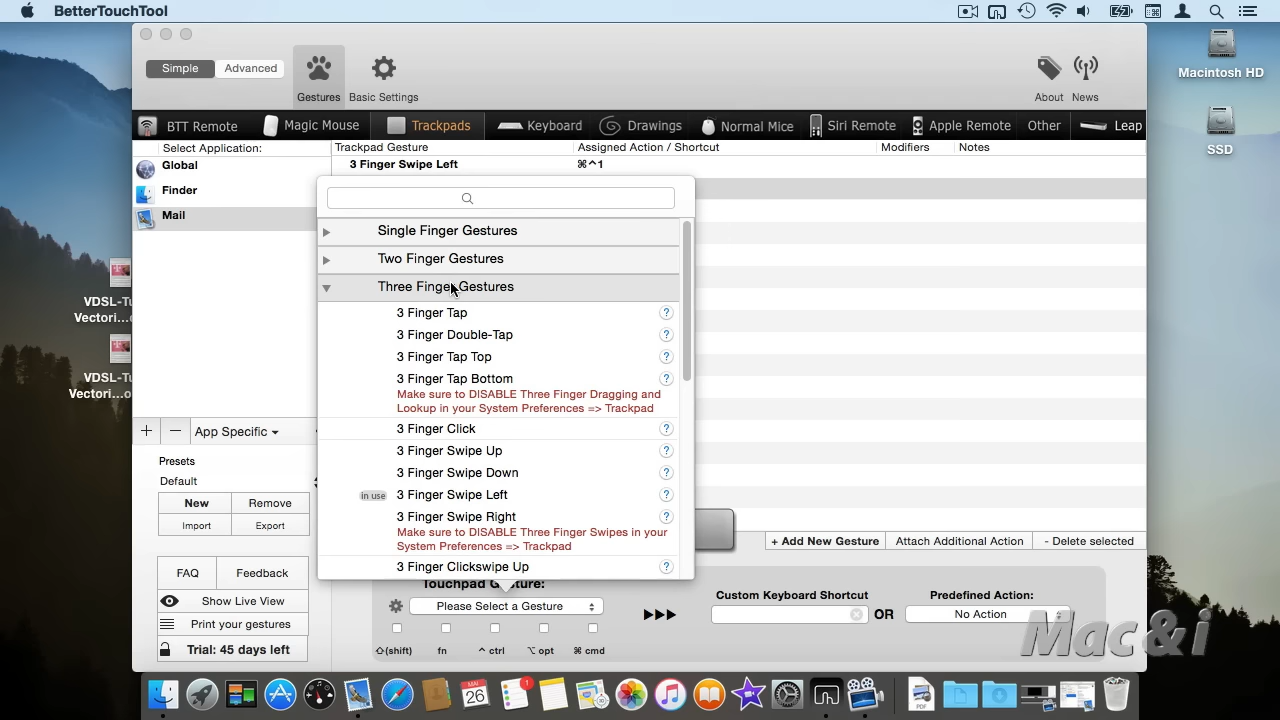 BetterTouchTool
Simple
Advanced
Gestures
Basic Settings
About
News
Macintosh HD
SSD
BTT Remote
Magic Mouse
Trackpads
Keyboard
Drawings
Normal Mice
Siri Remote
Apple Remote
Other
Leap
Select Application:
Trackpad Gesture
Assigned Action / Shortcut
Modifiers
Notes
Global
Finder
Mail
3 Finger Swipe Left
⌘^1
Single Finger Gestures
Two Finger Gestures
Three Finger Gestures
3 Finger Tap ?
3 Finger Double-Tap ?
3 Finger Tap Top ?
3 Finger Tap Bottom ?
Make sure to DISABLE Three Finger Dragging and
Lookup in your System Preferences => Trackpad
3 Finger Click ?
3 Finger Swipe Up ?
3 Finger Swipe Down ?
in use 3 Finger Swipe Left ?
3 Finger Swipe Right ?
Make sure to DISABLE Three Finger Swipes in your
System Preferences => Trackpad
3 Finger Clickswipe Up ?
VDSL-Tu
Vectori...o
VDSL-Tu
Vectori...o
+ − App Specific
Presets
Default
New
Remove
Import
Export
FAQ
Feedback
Show Live View
Print your gestures
Trial: 45 days left
+ Add New Gesture
Attach Additional Action
- Delete selected
Please Select a Gesture
Custom Keyboard Shortcut
OR
Predefined Action:
No Action
⇧(shift)
fn
^ ctrl
⌥ opt
⌘ cmd
Mac&i
MAI
26
1
PDF